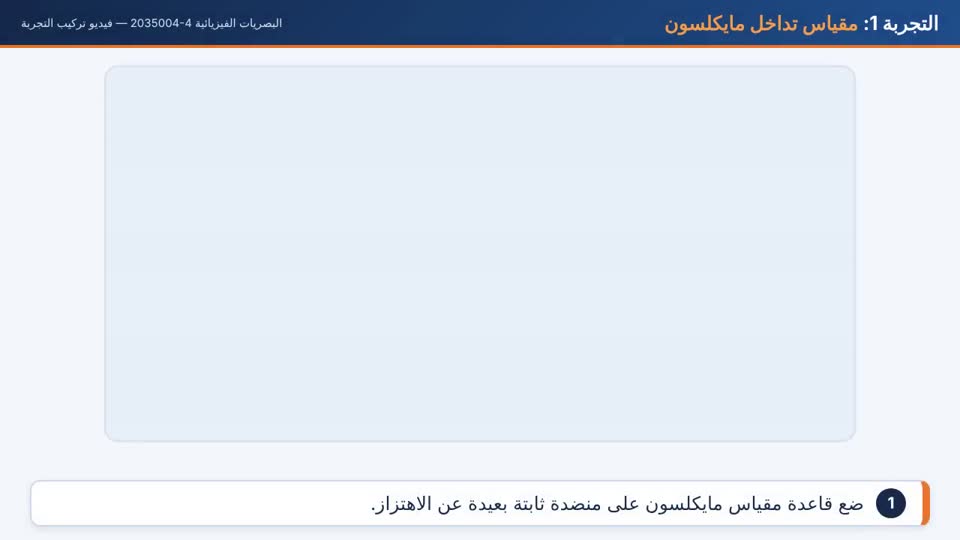 التجربة 1: مقياس تداخل مايكلسون
البصريات الفيزيائية 4-2035004 — فيديو تركيب التجربة
1 ضع قاعدة مقياس مايكلسون على منضدة ثابتة بعيدة عن الاهتزاز.